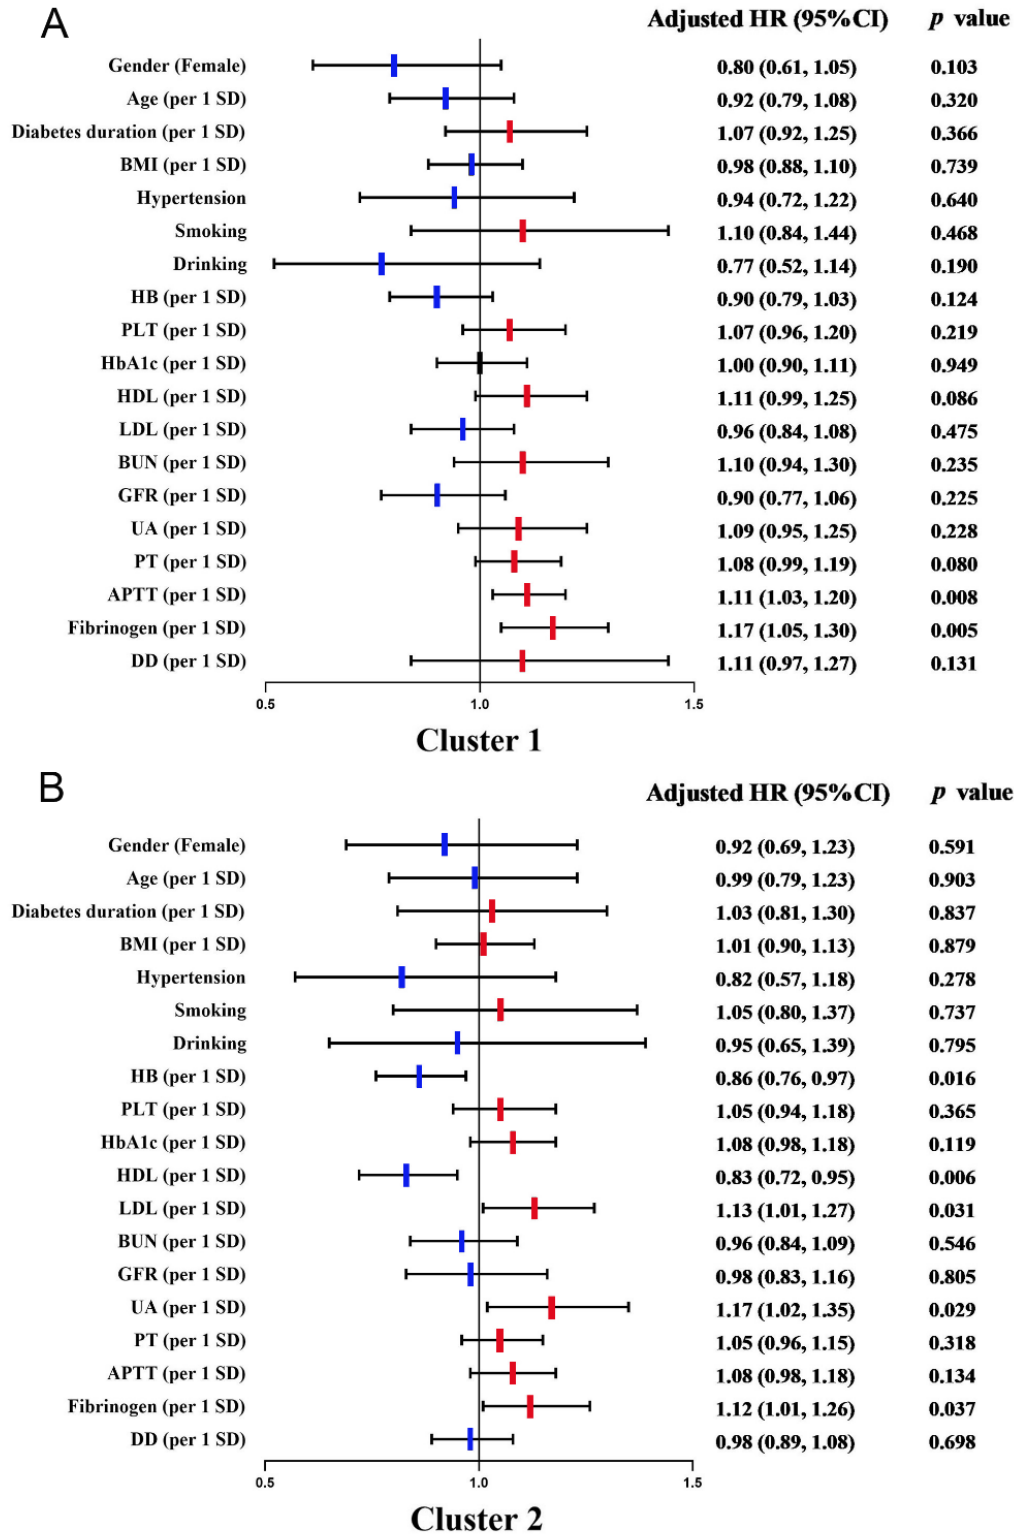 A
Adjusted HR (95%CI) p value
Gender (Female) 0.80 (0.61, 1.05) 0.103
Age (per 1 SD) 0.92 (0.79, 1.08) 0.320
Diabetes duration (per 1 SD) 1.07 (0.92, 1.25) 0.366
BMI (per 1 SD) 0.98 (0.88, 1.10) 0.739
Hypertension 0.94 (0.72, 1.22) 0.640
Smoking 1.10 (0.84, 1.44) 0.468
Drinking 0.77 (0.52, 1.14) 0.190
HB (per 1 SD) 0.90 (0.79, 1.03) 0.124
PLT (per 1 SD) 1.07 (0.96, 1.20) 0.219
HbA1c (per 1 SD) 1.00 (0.90, 1.11) 0.949
HDL (per 1 SD) 1.11 (0.99, 1.25) 0.086
LDL (per 1 SD) 0.96 (0.84, 1.08) 0.475
BUN (per 1 SD) 1.10 (0.94, 1.30) 0.235
GFR (per 1 SD) 0.90 (0.77, 1.06) 0.225
UA (per 1 SD) 1.09 (0.95, 1.25) 0.228
PT (per 1 SD) 1.08 (0.99, 1.19) 0.080
APTT (per 1 SD) 1.11 (1.03, 1.20) 0.008
Fibrinogen (per 1 SD) 1.17 (1.05, 1.30) 0.005
DD (per 1 SD) 1.11 (0.97, 1.27) 0.131
0.5 1.0 1.5
Cluster 1
B
Adjusted HR (95%CI) p value
Gender (Female) 0.92 (0.69, 1.23) 0.591
Age (per 1 SD) 0.99 (0.79, 1.23) 0.903
Diabetes duration (per 1 SD) 1.03 (0.81, 1.30) 0.837
BMI (per 1 SD) 1.01 (0.90, 1.13) 0.879
Hypertension 0.82 (0.57, 1.18) 0.278
Smoking 1.05 (0.80, 1.37) 0.737
Drinking 0.95 (0.65, 1.39) 0.795
HB (per 1 SD) 0.86 (0.76, 0.97) 0.016
PLT (per 1 SD) 1.05 (0.94, 1.18) 0.365
HbA1c (per 1 SD) 1.08 (0.98, 1.18) 0.119
HDL (per 1 SD) 0.83 (0.72, 0.95) 0.006
LDL (per 1 SD) 1.13 (1.01, 1.27) 0.031
BUN (per 1 SD) 0.96 (0.84, 1.09) 0.546
GFR (per 1 SD) 0.98 (0.83, 1.16) 0.805
UA (per 1 SD) 1.17 (1.02, 1.35) 0.029
PT (per 1 SD) 1.05 (0.96, 1.15) 0.318
APTT (per 1 SD) 1.08 (0.98, 1.18) 0.134
Fibrinogen (per 1 SD) 1.12 (1.01, 1.26) 0.037
DD (per 1 SD) 0.98 (0.89, 1.08) 0.698
0.5 1.0 1.5
Cluster 2